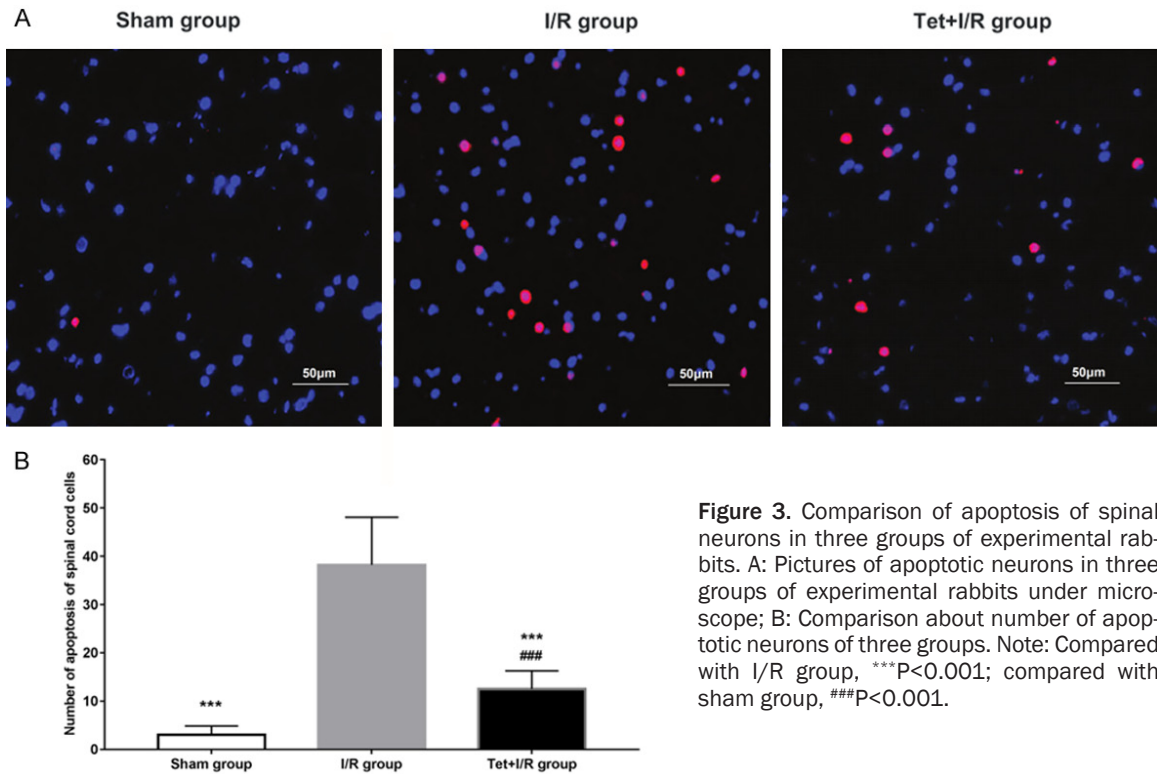 A
Sham group
I/R group
Tet+I/R group
50µm
50µm
50µm
B
Number of apoptosis of spinal cord cells
60
50
40
30
20
10
0
***
***
###
Sham group
I/R group
Tet+I/R group
Figure 3. Comparison of apoptosis of spinal
neurons in three groups of experimental rab-
bits. A: Pictures of apoptotic neurons in three
groups of experimental rabbits under micro-
scope; B: Comparison about number of apop-
totic neurons of three groups. Note: Compared
with I/R group, ***P<0.001; compared with
sham group, ###P<0.001.